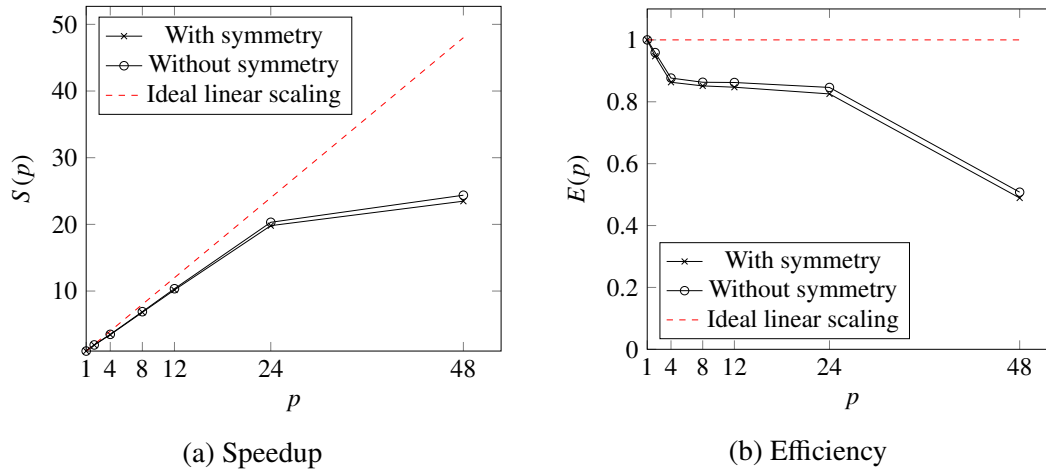 50
40
30
20
10
S(p)
With symmetry
Without symmetry
Ideal linear scaling
1 4 8 12 24 48
p
(a) Speedup
1
0.8
0.6
0.4
0.2
0
E(p)
With symmetry
Without symmetry
Ideal linear scaling
1 4 8 12 24 48
p
(b) Efficiency